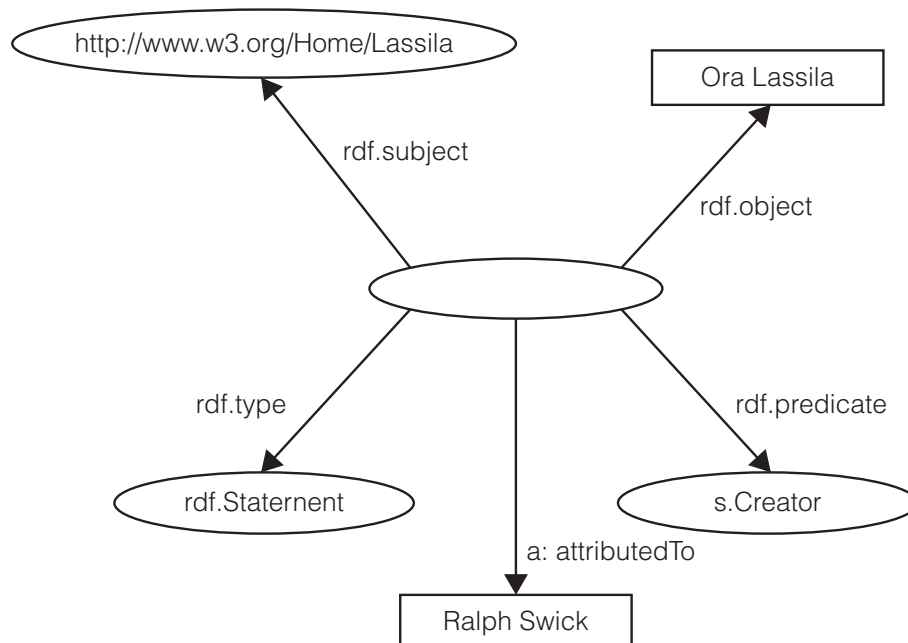 http://www.w3.org/Home/Lassila
Ora Lassila
rdf.subject
rdf.object
rdf.type
rdf.predicate
rdf.Staternent
s.Creator
a: attributedTo
Ralph Swick